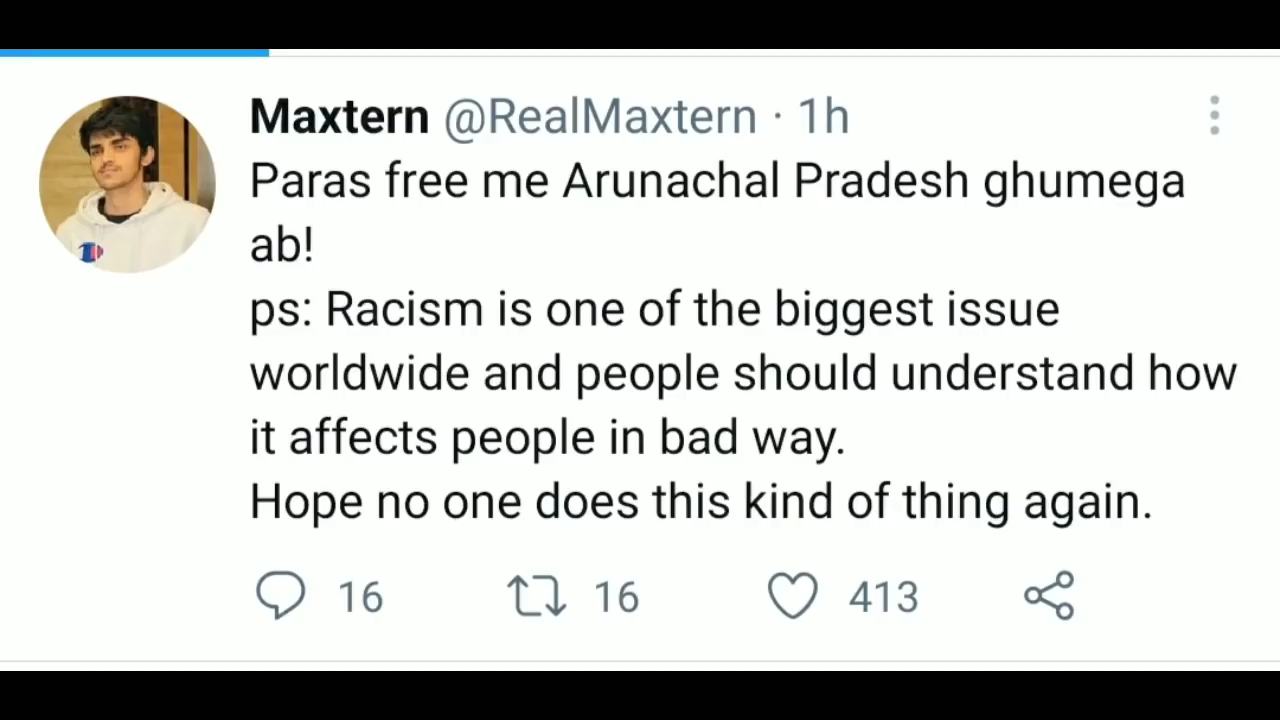 Maxtern @RealMaxtern · 1h
Paras free me Arunachal Pradesh ghumega
ab!
ps: Racism is one of the biggest issue
worldwide and people should understand how
it affects people in bad way.
Hope no one does this kind of thing again.
16 16 413